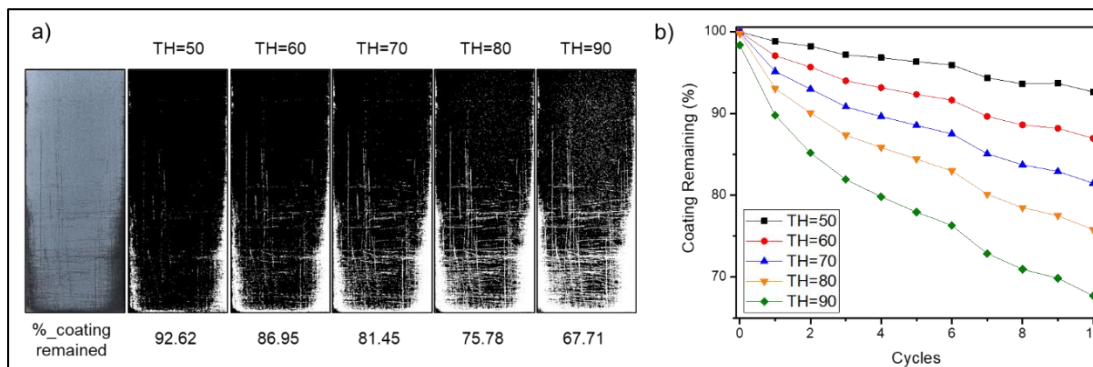 a)
TH=50 TH=60 TH=70 TH=80 TH=90
%_coating
remained
92.62 86.95 81.45 75.78 67.71
b)
Coating Remaining (%)
100
90
80
70
TH=50
TH=60
TH=70
TH=80
TH=90
0 2 4 6 8
Cycles